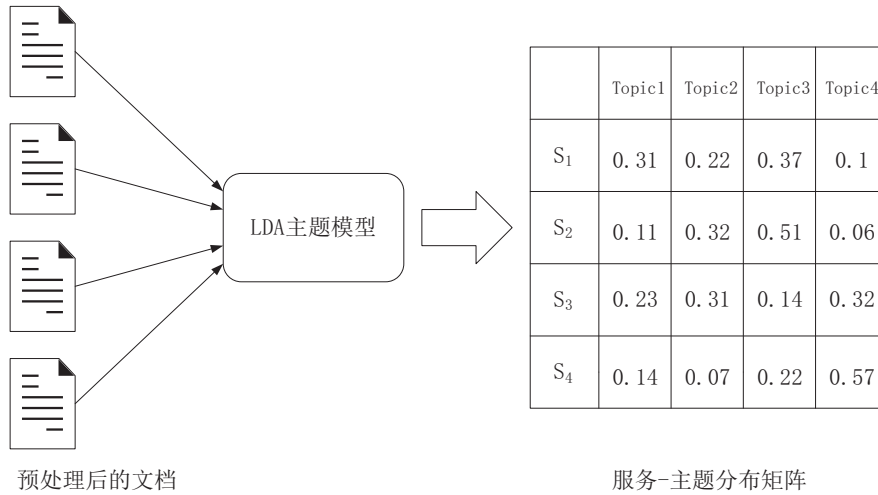 Topic1 Topic2 Topic3 Topic4
S₁ 0.31 0.22 0.37 0.1
S₂ 0.11 0.32 0.51 0.06
S₃ 0.23 0.31 0.14 0.32
S₄ 0.14 0.07 0.22 0.57
LDA主题模型
预处理后的文档
服务-主题分布矩阵